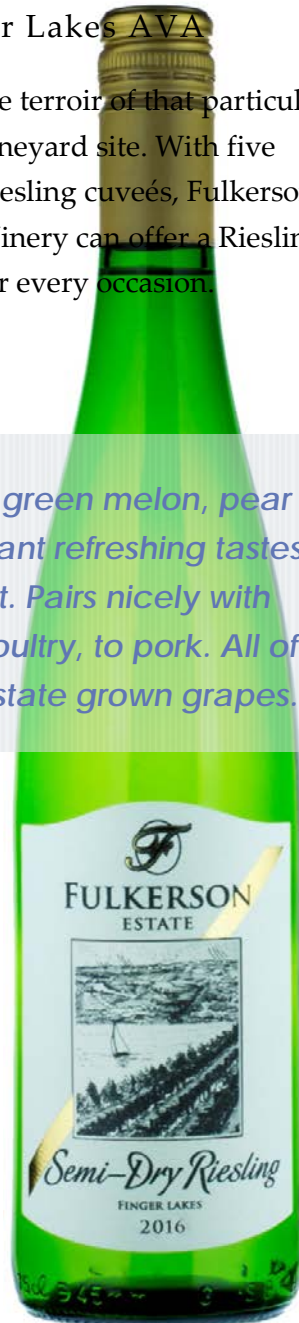 r Lakes AVA
e terroir of that particul
neyard site. With five
esling cuveés, Fulkerso
Vinery can offer a Rieslin
r every occasion.
green melon, pear
ant refreshing tastes
t. Pairs nicely with
oultry, to pork. All of
state grown grapes.
F
FULKERSON
ESTATE
Semi-Dry Riesling
FINGER LAKES
2016